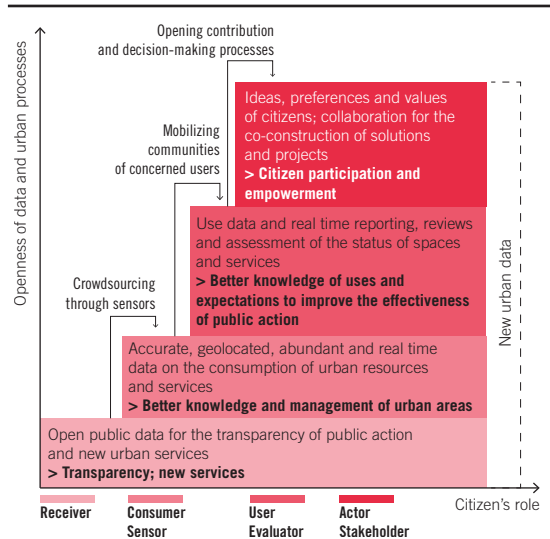 Opening contribution
and decision-making processes
Openness of data and urban processes
Ideas, preferences and values
of citizens; collaboration for the
co-construction of solutions
and projects
> Citizen participation and
empowerment
Mobilizing
communities
of concerned users
Use data and real time reporting, reviews
and assessment of the status of spaces
and services
> Better knowledge of uses and
expectations to improve the effectiveness
of public action
New urban data
Crowdsourcing
through sensors
Accurate, geolocated, abundant and real time
data on the consumption of urban resources
and services
> Better knowledge and management of urban areas
Open public data for the transparency of public action
and new urban services
> Transparency; new services
Citizen's role
Receiver
Consumer
Sensor
User
Evaluator
Actor
Stakeholder